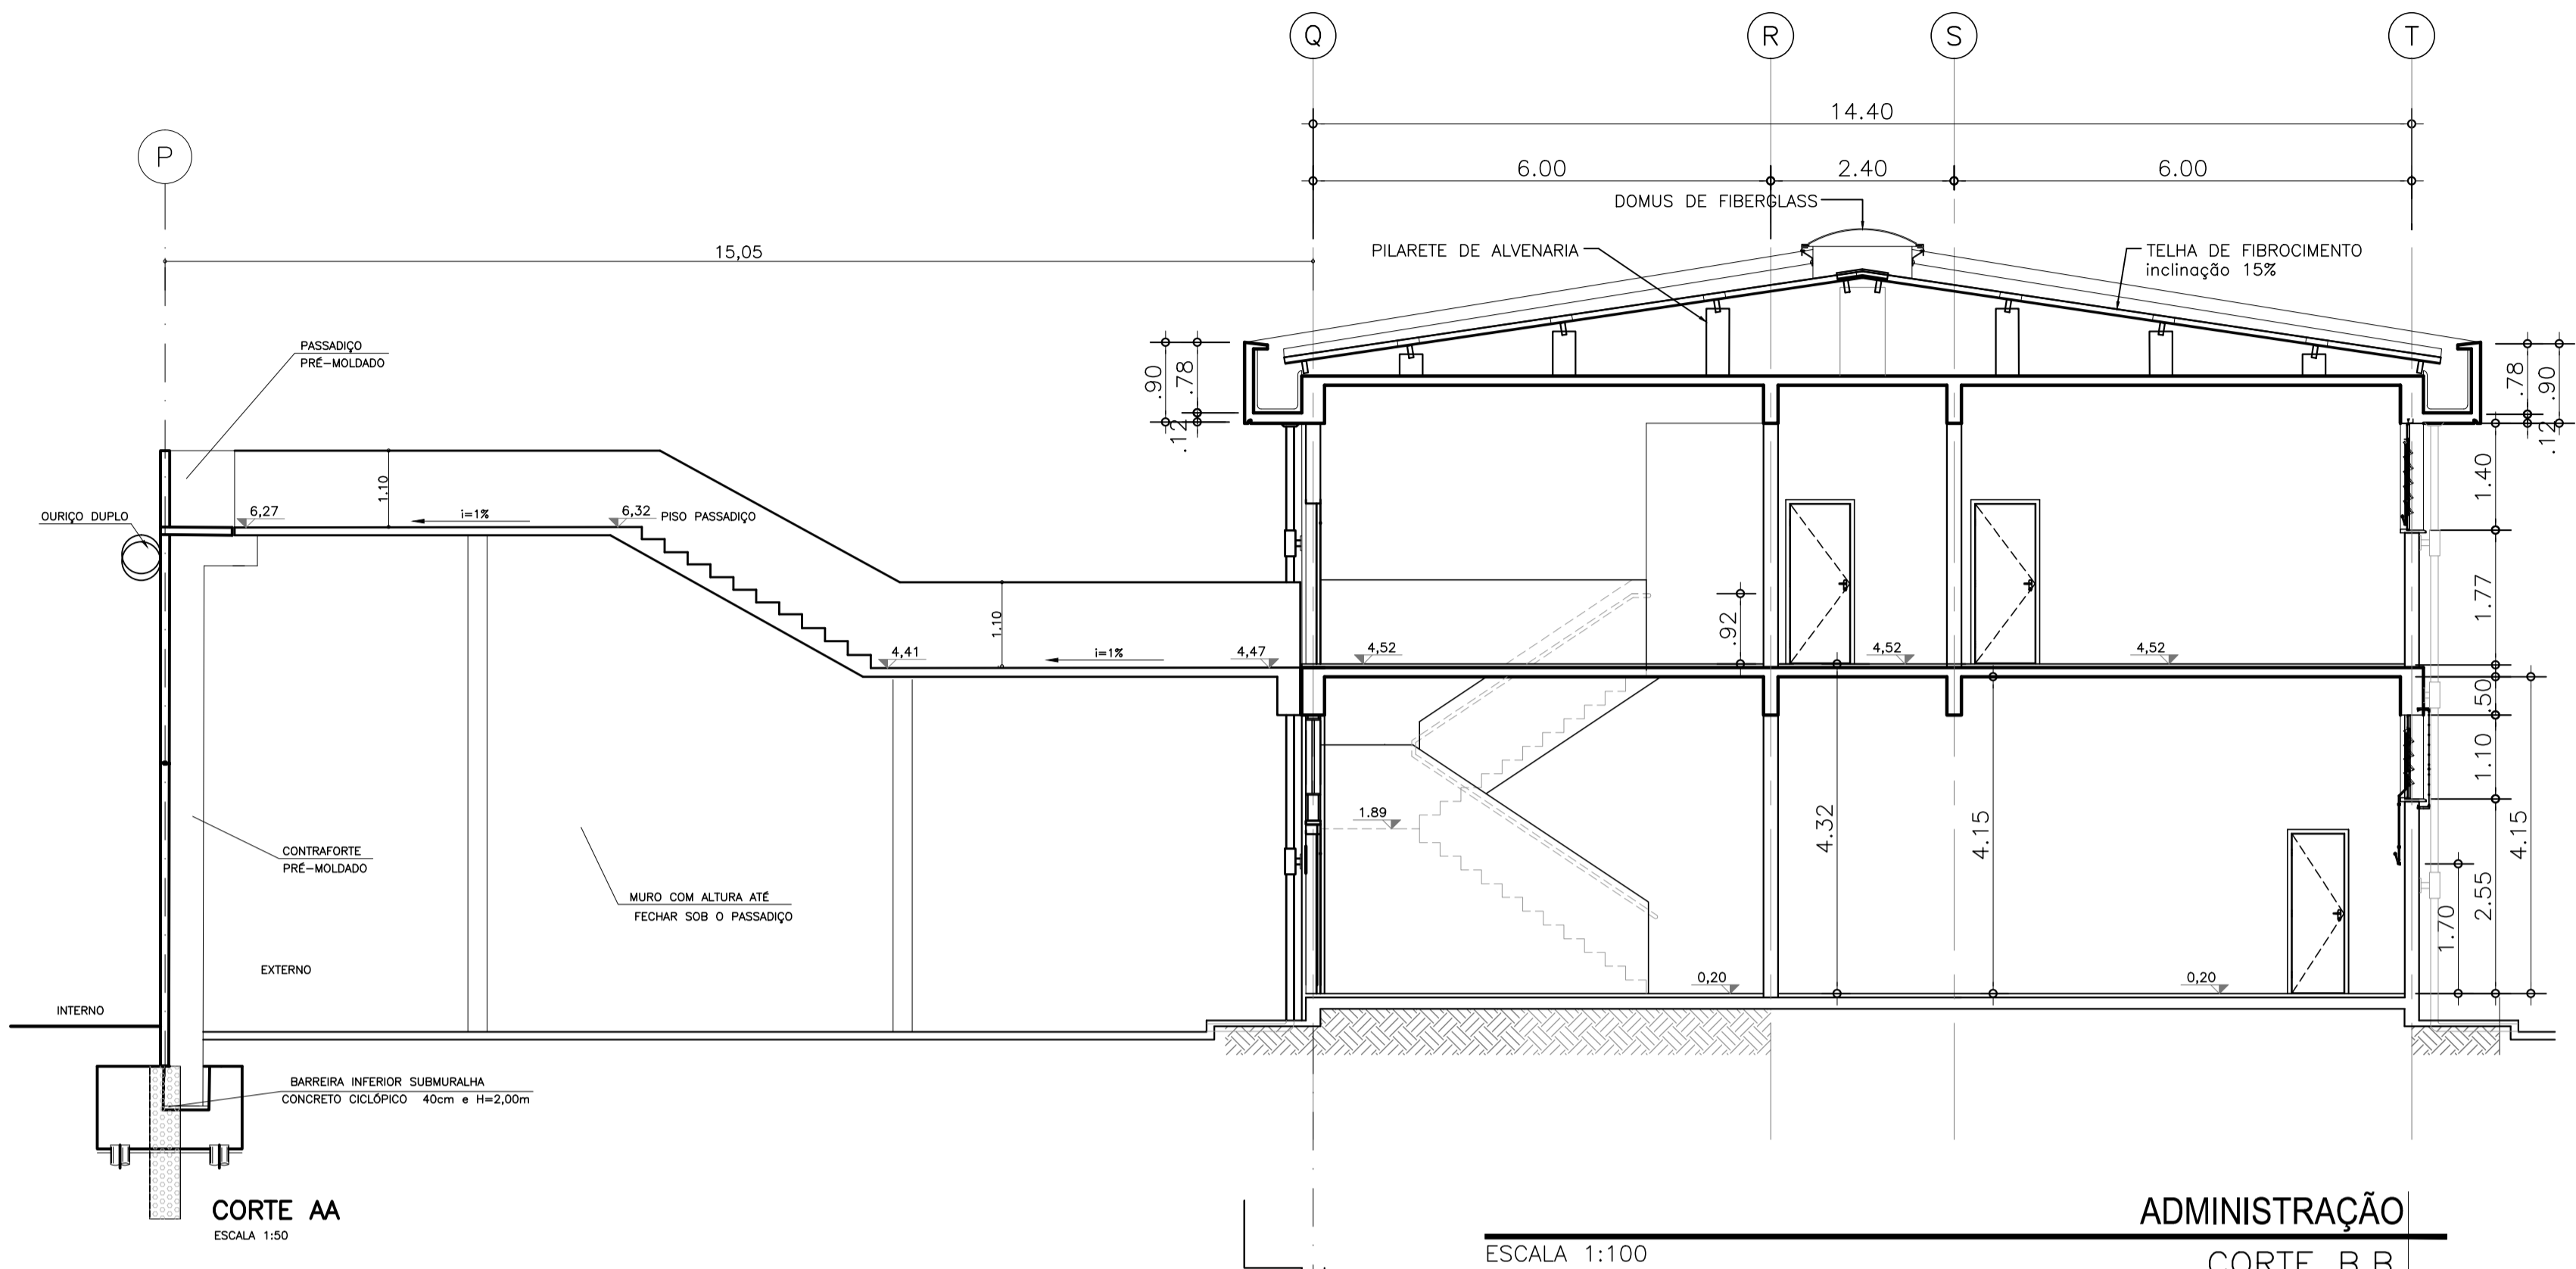 Q
R
S
T
P
14.40
6.00
2.40
6.00
DOMUS DE FIBERGLASS
15,05
PILARETE DE ALVENARIA
TELHA DE FIBROCIMENTO
inclinação 15%
PASSADIÇO
PRÉ-MOLDADO
.90
.78
.12
.78
.90
.12
1.10
1.40
OURIÇO DUPLO
6,27
i=1%
6,32
PISO PASSADIÇO
1.77
1.10
.92
4,41
i=1%
4,47
4,52
4,52
4,52
.50
1.10
1.89
4.32
4.15
4.15
CONTRAFORTE
PRÉ-MOLDADO
MURO COM ALTURA ATÉ
FECHAR SOB O PASSADIÇO
2.55
1.70
EXTERNO
0,20
0,20
INTERNO
BARREIRA INFERIOR SUBMURALHA
CONCRETO CICLÓPICO 40cm e H=2,00m
CORTE AA
ESCALA 1:50
ADMINISTRAÇÃO
ESCALA 1:100
CORTE B.B